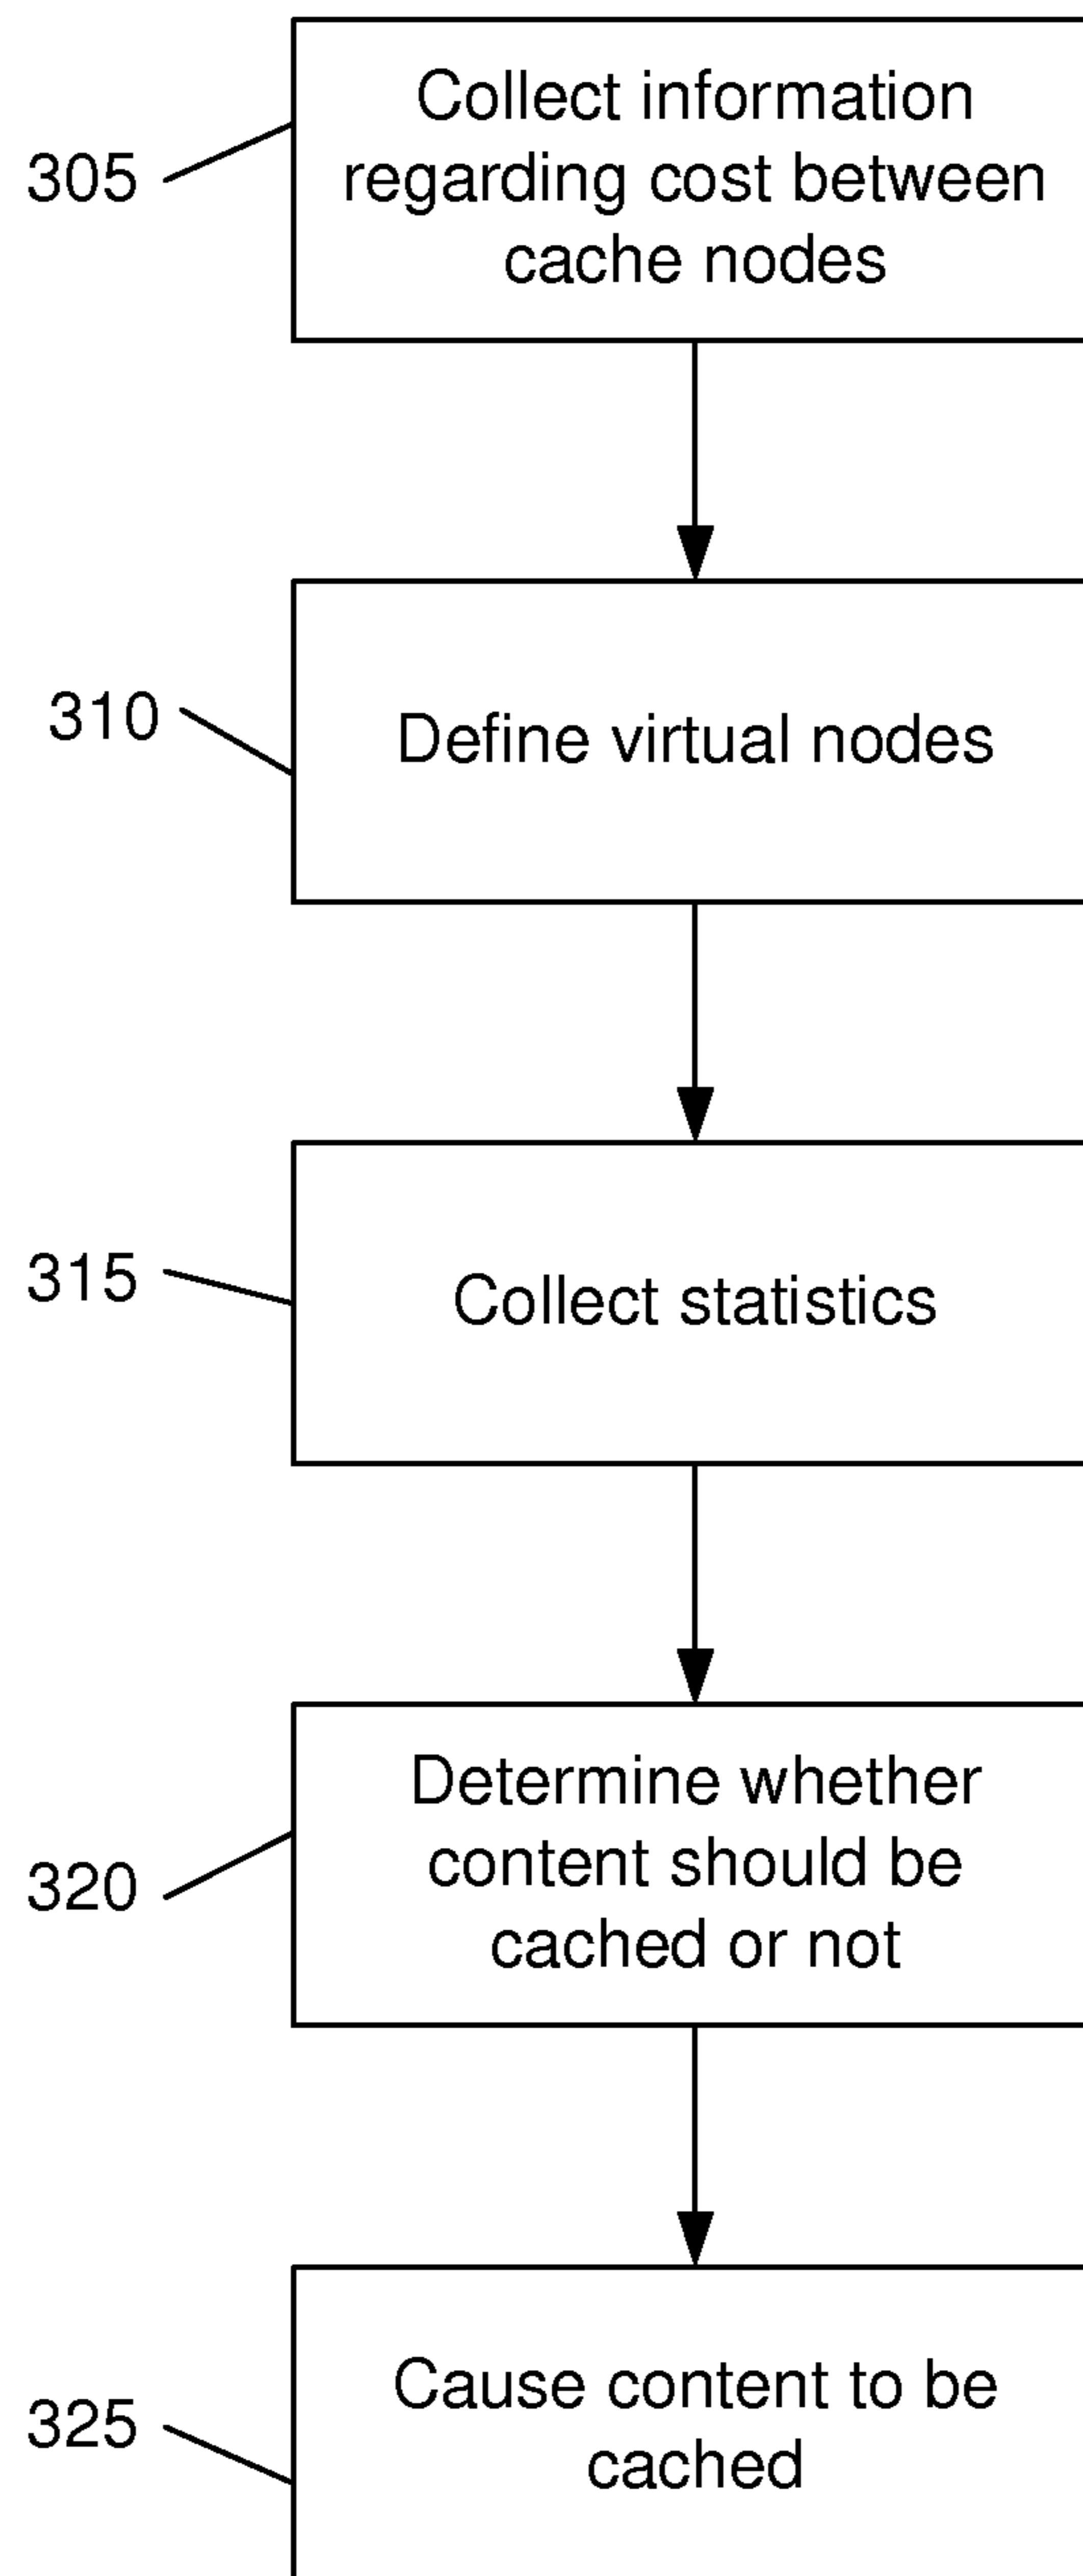 305
Collect information
regarding cost between
cache nodes
310
Define virtual nodes
315
Collect statistics
320
Determine whether
content should be
cached or not
325
Cause content to be
cached